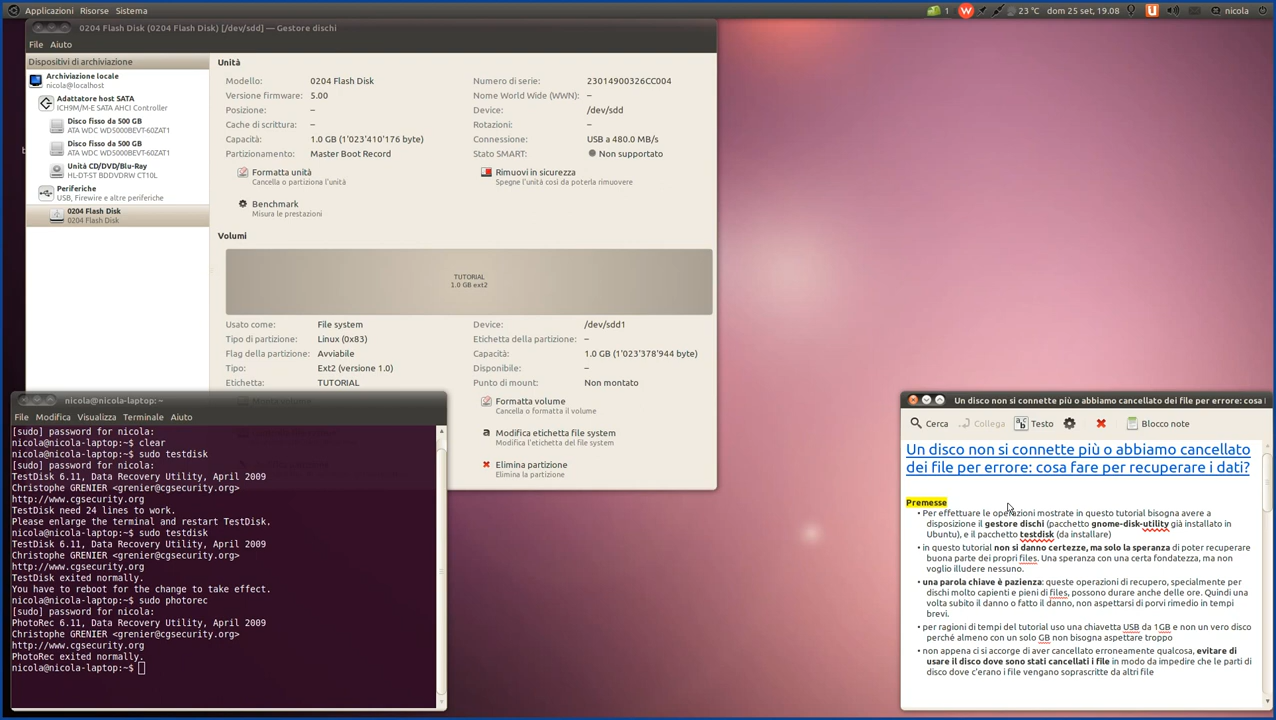 Applicazioni Risorse Sistema
1 23 °C dom 25 set, 19.08 nicola
0204 Flash Disk (0204 Flash Disk) [/dev/sdd] — Gestore dischi
File Aiuto
Dispositivi di archiviazione
Archiviazione locale
nicola@localhost
Adattatore host SATA
ICH9M/M-E SATA AHCI Controller
Disco fisso da 500 GB
ATA WDC WD5000BEVT-60ZAT1
Disco fisso da 500 GB
ATA WDC WD5000BEVT-60ZAT1
Unità CD/DVD/Blu-Ray
HL-DT-ST BDDVDRW CT10L
Periferiche
USB, Firewire e altre periferiche
0204 Flash Disk
0204 Flash Disk
Unità
Modello: 0204 Flash Disk
Numero di serie: 23014900326CC004
Versione firmware: 5.00
Nome World Wide (WWN): –
Posizione: –
Device: /dev/sdd
Cache di scrittura: –
Rotazioni: –
Capacità: 1.0 GB (1'023'410'176 byte)
Connessione: USB a 480.0 MB/s
Partizionamento: Master Boot Record
Stato SMART: Non supportato
Formatta unità
Cancella o partiziona l'unità
Rimuovi in sicurezza
Spegne l'unità così da poterla rimuovere
Benchmark
Misura le prestazioni
Volumi
TUTORIAL
1.0 GB ext2
Usato come: File system
Device: /dev/sdd1
Tipo di partizione: Linux (0x83)
Etichetta della partizione: –
Flag della partizione: Avviabile
Capacità: 1.0 GB (1'023'378'944 byte)
Tipo: Ext2 (versione 1.0)
Disponibile: –
Etichetta: TUTORIAL
Punto di mount: Non montato
Formatta volume
Cancella o formatta il volume
Modifica etichetta file system
Modifica l'etichetta del file system
Elimina partizione
Elimina la partizione
nicola@nicola-laptop: ~
File Modifica Visualizza Terminale Aiuto
[sudo] password for nicola:
nicola@nicola-laptop:~$ clear
nicola@nicola-laptop:~$ sudo testdisk
[sudo] password for nicola:
TestDisk 6.11, Data Recovery Utility, April 2009
Christophe GRENIER <grenier@cgsecurity.org>
http://www.cgsecurity.org
TestDisk need 24 lines to work.
Please enlarge the terminal and restart TestDisk.
nicola@nicola-laptop:~$ sudo testdisk
TestDisk 6.11, Data Recovery Utility, April 2009
Christophe GRENIER <grenier@cgsecurity.org>
http://www.cgsecurity.org
TestDisk exited normally.
You have to reboot for the change to take effect.
nicola@nicola-laptop:~$ sudo photorec
[sudo] password for nicola:
PhotoRec 6.11, Data Recovery Utility, April 2009
Christophe GRENIER <grenier@cgsecurity.org>
http://www.cgsecurity.org
PhotoRec exited normally.
nicola@nicola-laptop:~$
Un disco non si connette più o abbiamo cancellato dei file per errore: cosa
Cerca Collega Testo Blocco note
Un disco non si connette più o abbiamo cancellato
dei file per errore: cosa fare per recuperare i dati?
Premesse
• Per effettuare le operazioni mostrate in questo tutorial bisogna avere a
disposizione il gestore dischi (pacchetto gnome-disk-utility già installato in
Ubuntu), e il pacchetto testdisk (da installare)
• in questo tutorial non si danno certezze, ma solo la speranza di poter recuperare
buona parte dei propri files. Una speranza con una certa fondatezza, ma non
voglio illudere nessuno.
• una parola chiave è pazienza: queste operazioni di recupero, specialmente per
dischi molto capienti e pieni di files, possono durare anche delle ore. Quindi una
volta subito il danno o fatto il danno, non aspettarsi di porvi rimedio in tempi
brevi.
• per ragioni di tempi del tutorial uso una chiavetta USB da 1GB e non un vero disco
perché almeno con un solo GB non bisogna aspettare troppo
• non appena ci si accorge di aver cancellato erroneamente qualcosa, evitare di
usare il disco dove sono stati cancellati i file in modo da impedire che le parti di
disco dove c'erano i file vengano soprascritte da altri file